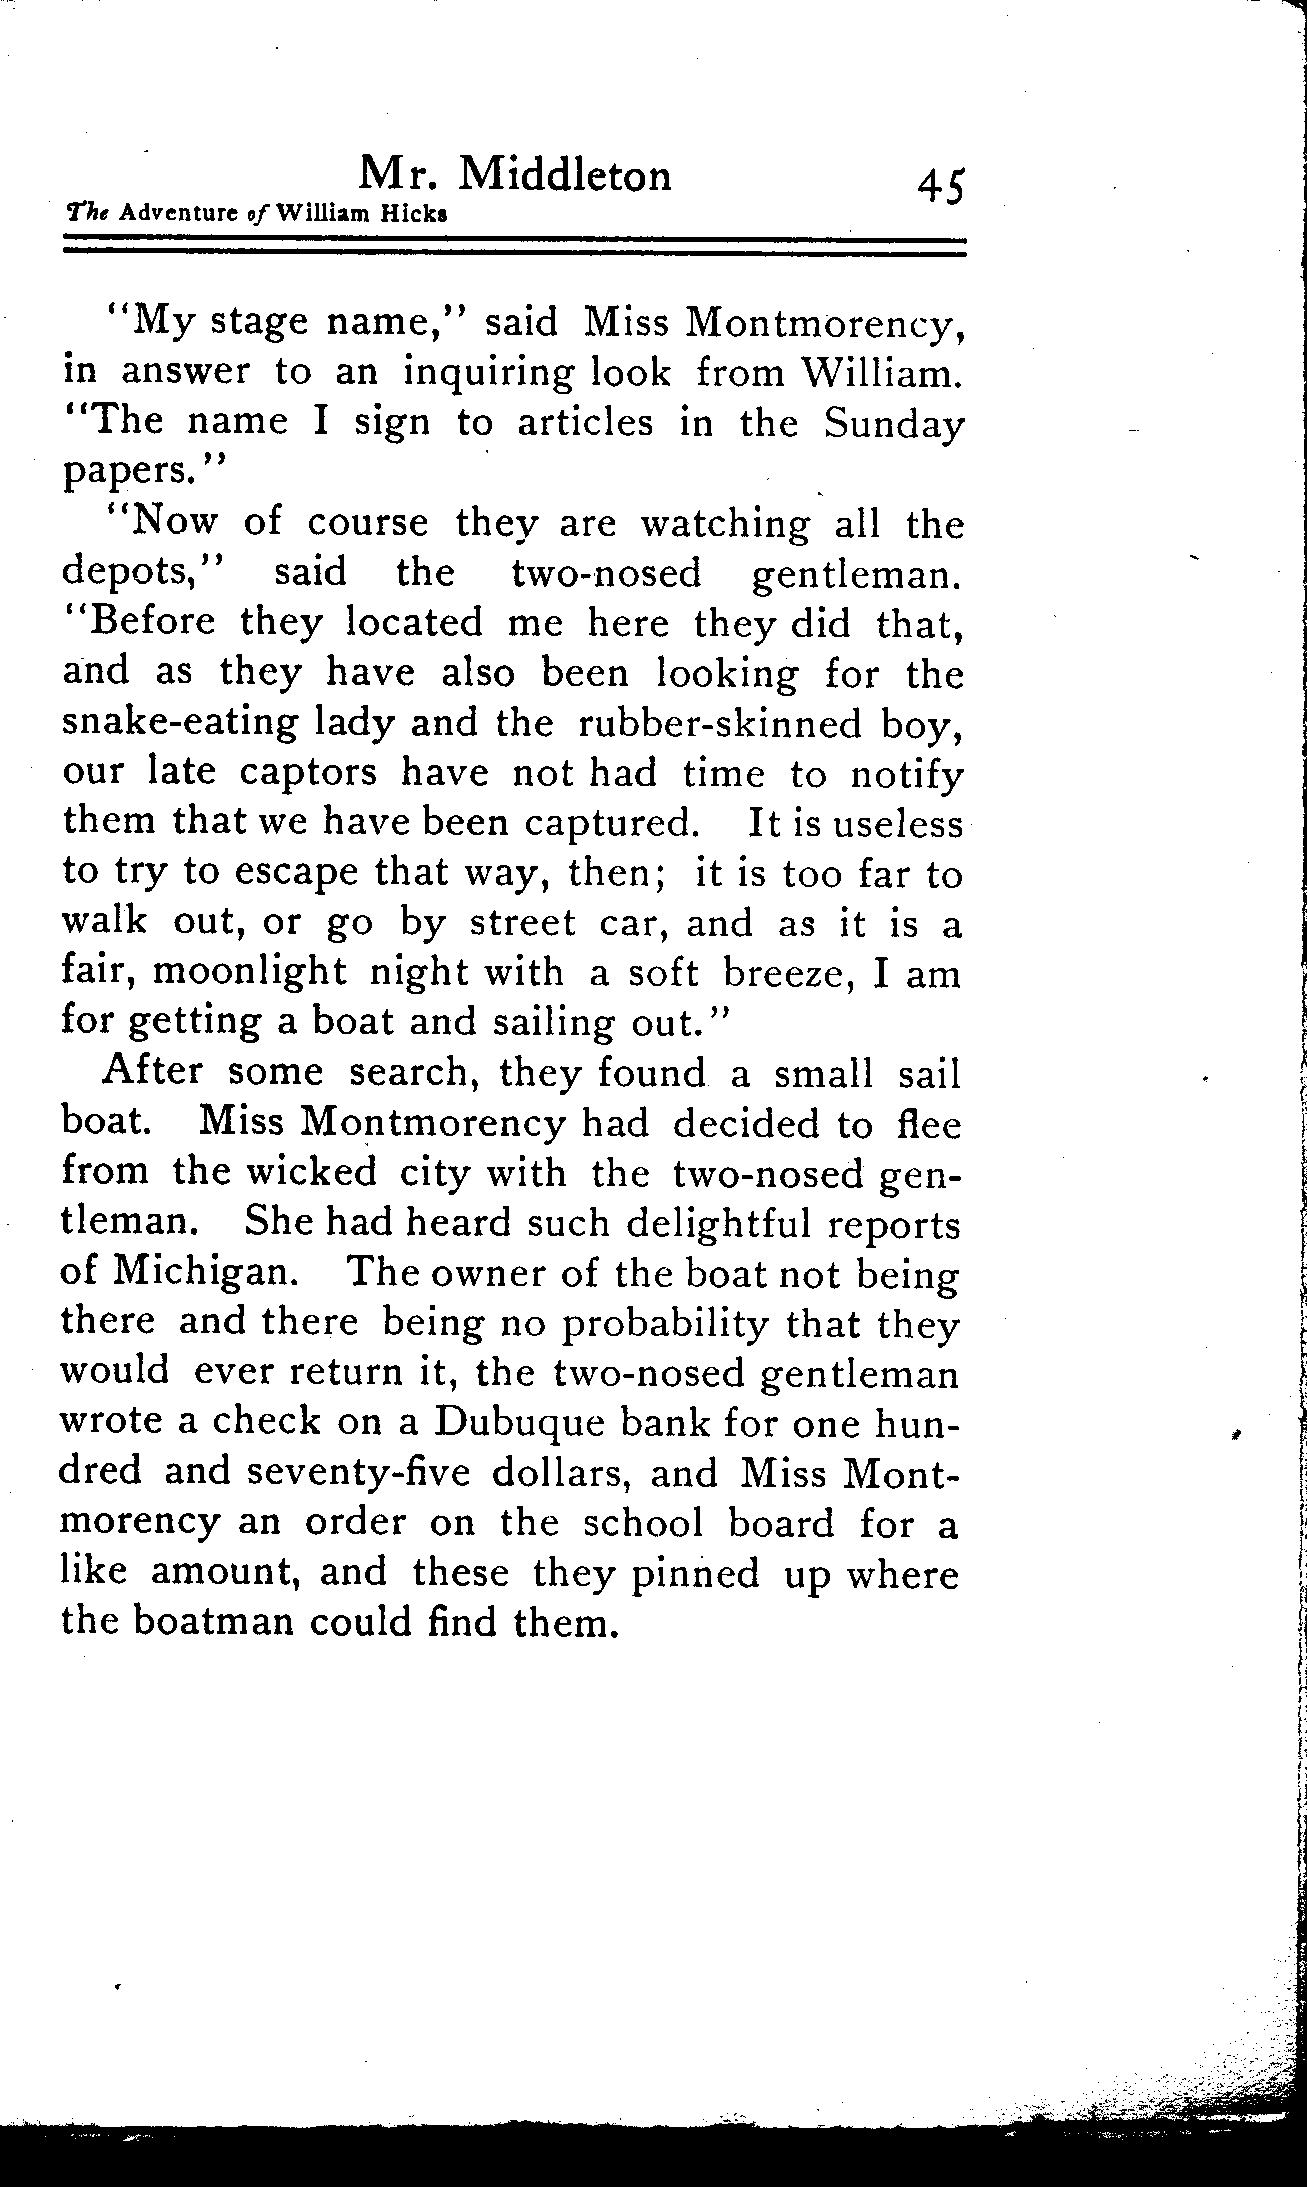 Mr. Middleton 45
The Adventure of William Hicks
"My stage name," said Miss Montmorency,
in answer to an inquiring look from William.
"The name I sign to articles in the Sunday
papers."
"Now of course they are watching all the
depots," said the two-nosed gentleman.
"Before they located me here they did that,
and as they have also been looking for the
snake-eating lady and the rubber-skinned boy,
our late captors have not had time to notify
them that we have been captured. It is useless
to try to escape that way, then; it is too far to
walk out, or go by street car, and as it is a
fair, moonlight night with a soft breeze, I am
for getting a boat and sailing out."
After some search, they found a small sail
boat. Miss Montmorency had decided to flee
from the wicked city with the two-nosed gen-
tleman. She had heard such delightful reports
of Michigan. The owner of the boat not being
there and there being no probability that they
would ever return it, the two-nosed gentleman
wrote a check on a Dubuque bank for one hun-
dred and seventy-five dollars, and Miss Mont-
morency an order on the school board for a
like amount, and these they pinned up where
the boatman could find them.